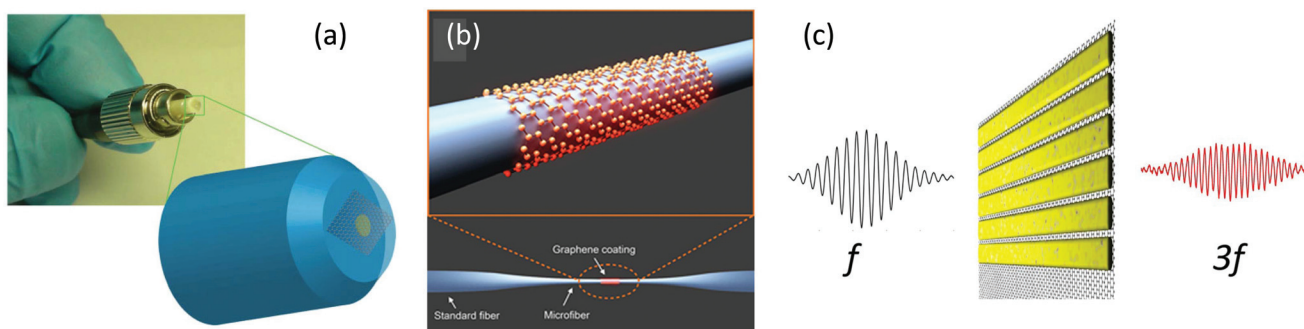 (a)
(b)
Graphene coating
Standard fiber
Microfiber
(c)
f
3f